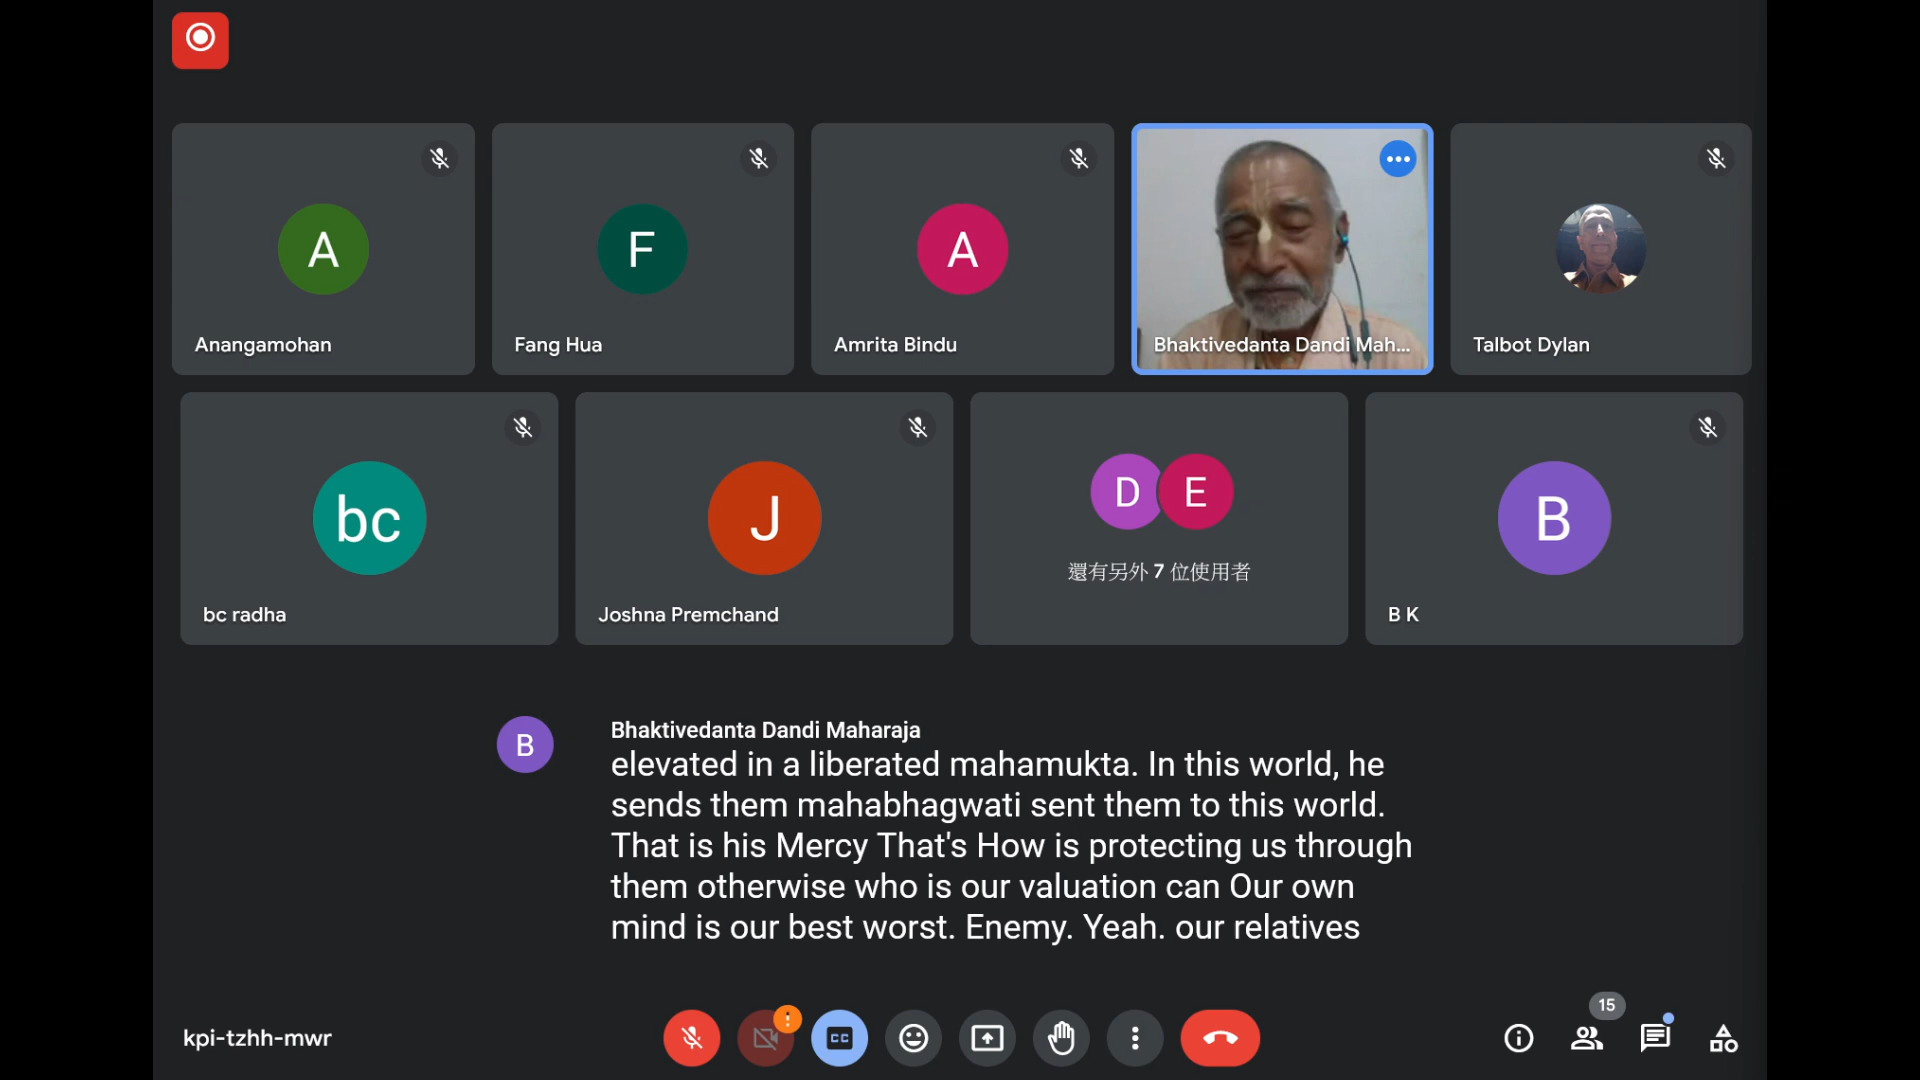 A
Anangamohan
F
Fang Hua
A
Amrita Bindu
Bhaktivedanta Dandi Mah...
Talbot Dylan
bc
bc radha
J
Joshna Premchand
D E
還有另外 7 位使用者
B
B K
B
Bhaktivedanta Dandi Maharaja
elevated in a liberated mahamukta. In this world, he
sends them mahabhagwati sent them to this world.
That is his Mercy That's How is protecting us through
them otherwise who is our valuation can Our own
mind is our best worst. Enemy. Yeah. our relatives
kpi-tzhh-mwr
CC
15